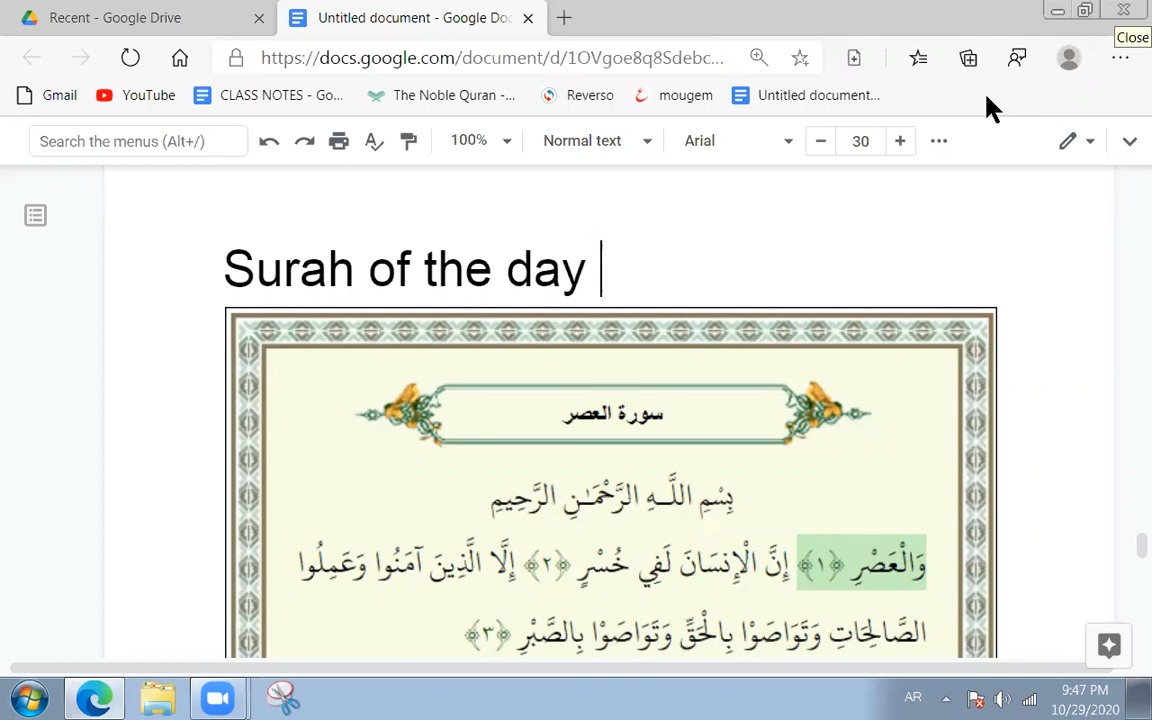 Recent - Google Drive
Untitled document - Google Doc
Close
https://docs.google.com/document/d/1OVgoe8q8Sdebc...
Gmail
YouTube
CLASS NOTES - Go...
The Noble Quran -...
Reverso
mougem
Untitled document...
Search the menus (Alt+/)
100%
Normal text
Arial
30
Surah of the day
سورة العصر
بِسْمِ اللَّـهِ الرَّحْمَـٰنِ الرَّحِيمِ
وَالْعَصْرِ ﴿١﴾ إِنَّ الْإِنسَانَ لَفِي خُسْرٍ ﴿٢﴾ إِلَّا الَّذِينَ آمَنُوا وَعَمِلُوا
الصَّالِحَاتِ وَتَوَاصَوْا بِالْحَقِّ وَتَوَاصَوْا بِالصَّبْرِ ﴿٣﴾
AR
9:47 PM
10/29/2020